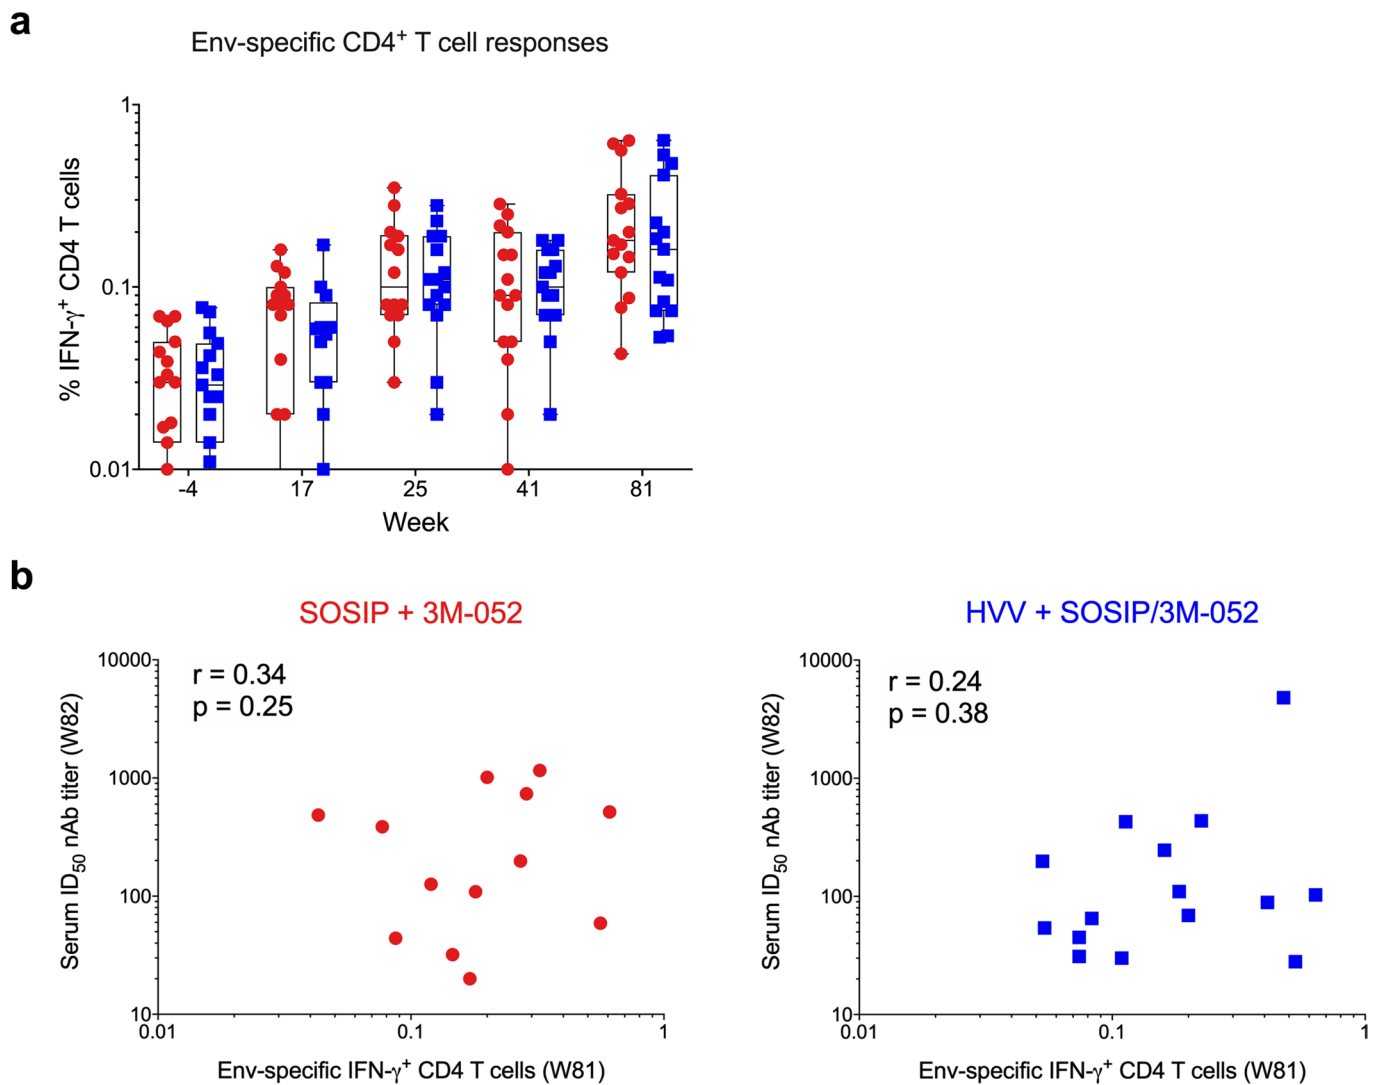 a
Env-specific CD4⁺ T cell responses
% IFN-γ⁺ CD4 T cells
1
0.1
0.01
-4 17 25 41 81
Week
b
SOSIP + 3M-052
r = 0.34
p = 0.25
Serum ID₅₀ nAb titer (W82)
10000
1000
100
10
0.01 0.1 1
Env-specific IFN-γ⁺ CD4 T cells (W81)
HVV + SOSIP/3M-052
r = 0.24
p = 0.38
Serum ID₅₀ nAb titer (W82)
10000
1000
100
10
0.01 0.1 1
Env-specific IFN-γ⁺ CD4 T cells (W81)